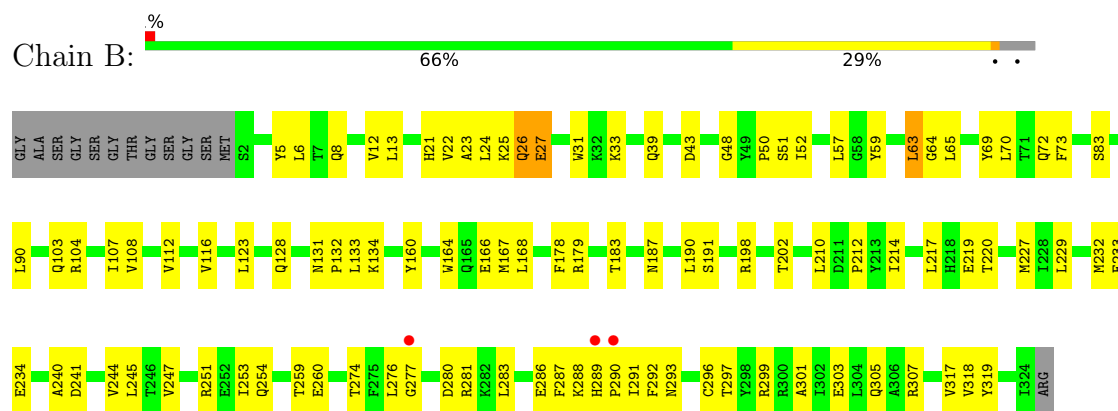 .%
Chain B:
66% 29% • •
GLY ALA SER GLY SER GLY THR GLY SER GLY SER MET S2 Y5 L6 T7 Q8 V12 L13 H21 V22 A23 L24 K25 Q26 E27 W31 K32 K33 Q39 D43 G48 Y49 P50 S51 I52 L57 G58 Y59 L63 G64 L65 Y69 L70 T71 Q72 F73 S83
L90 Q103 R104 I107 V108 V112 V116 L123 Q128 N131 P132 L133 K134 Y160 W164 Q165 E166 M167 L168 F178 R179 T183 N187 L190 S191 R198 T202 L210 D211 P212 Y213 I214 L217 H218 E219 T220 M227 I228 L229 M232
E234 A240 D241 V244 L245 T246 V247 R251 E252 I253 Q254 T259 E260 T274 F275 L276 G277 D280 R281 K282 L283 E286 F287 K288 H289 P290 I291 F292 N293 C296 T297 Y298 R299 R300 A301 I302 E303 L304 Q305 A306 R307 V317 V318 Y319 I324 ARG